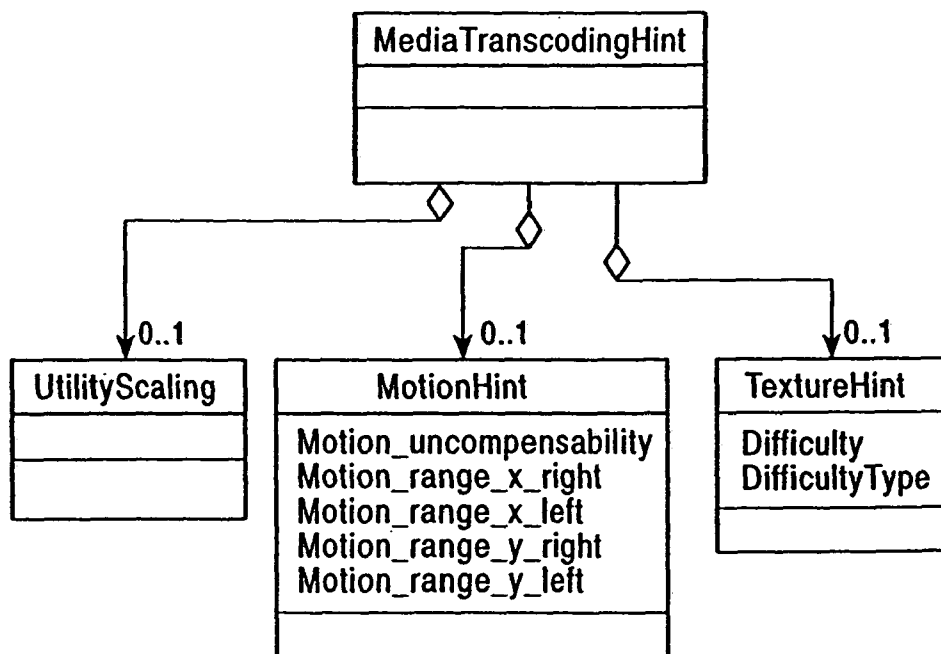 MediaTranscodingHint
0..1
0..1
0..1
UtilityScaling
MotionHint
Motion_uncompensability
Motion_range_x_right
Motion_range_x_left
Motion_range_y_right
Motion_range_y_left
TextureHint
Difficulty
DifficultyType